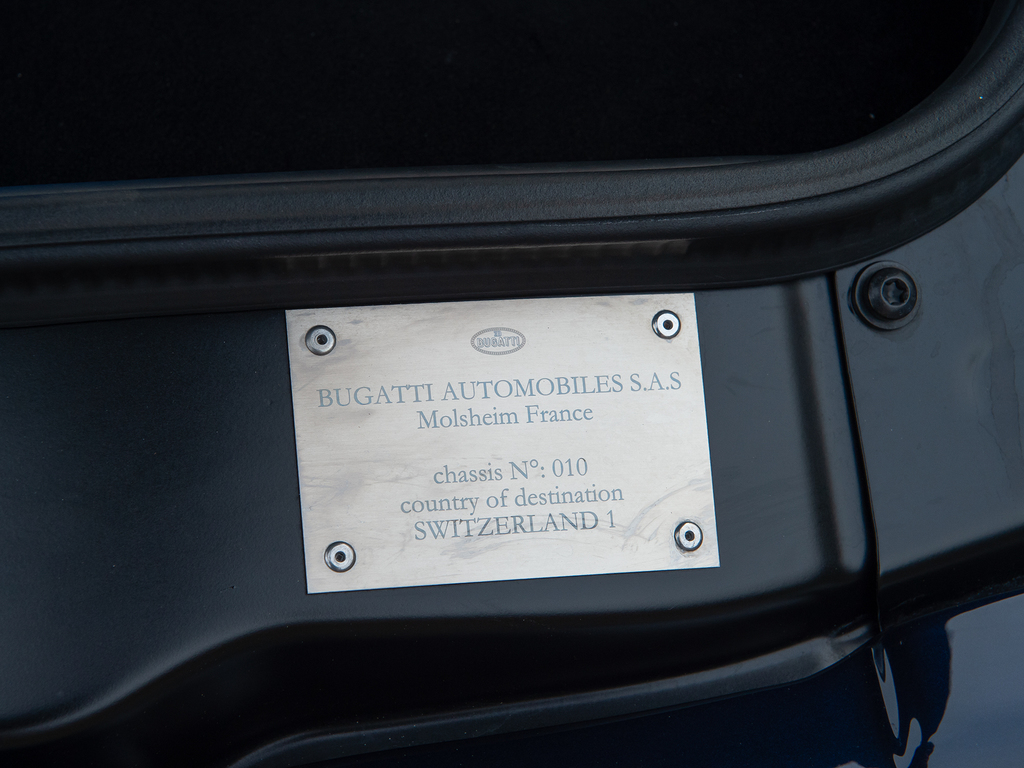 BUGATTI
BUGATTI AUTOMOBILES S.A.S
Molsheim France
chassis N°: 010
country of destination
SWITZERLAND 1